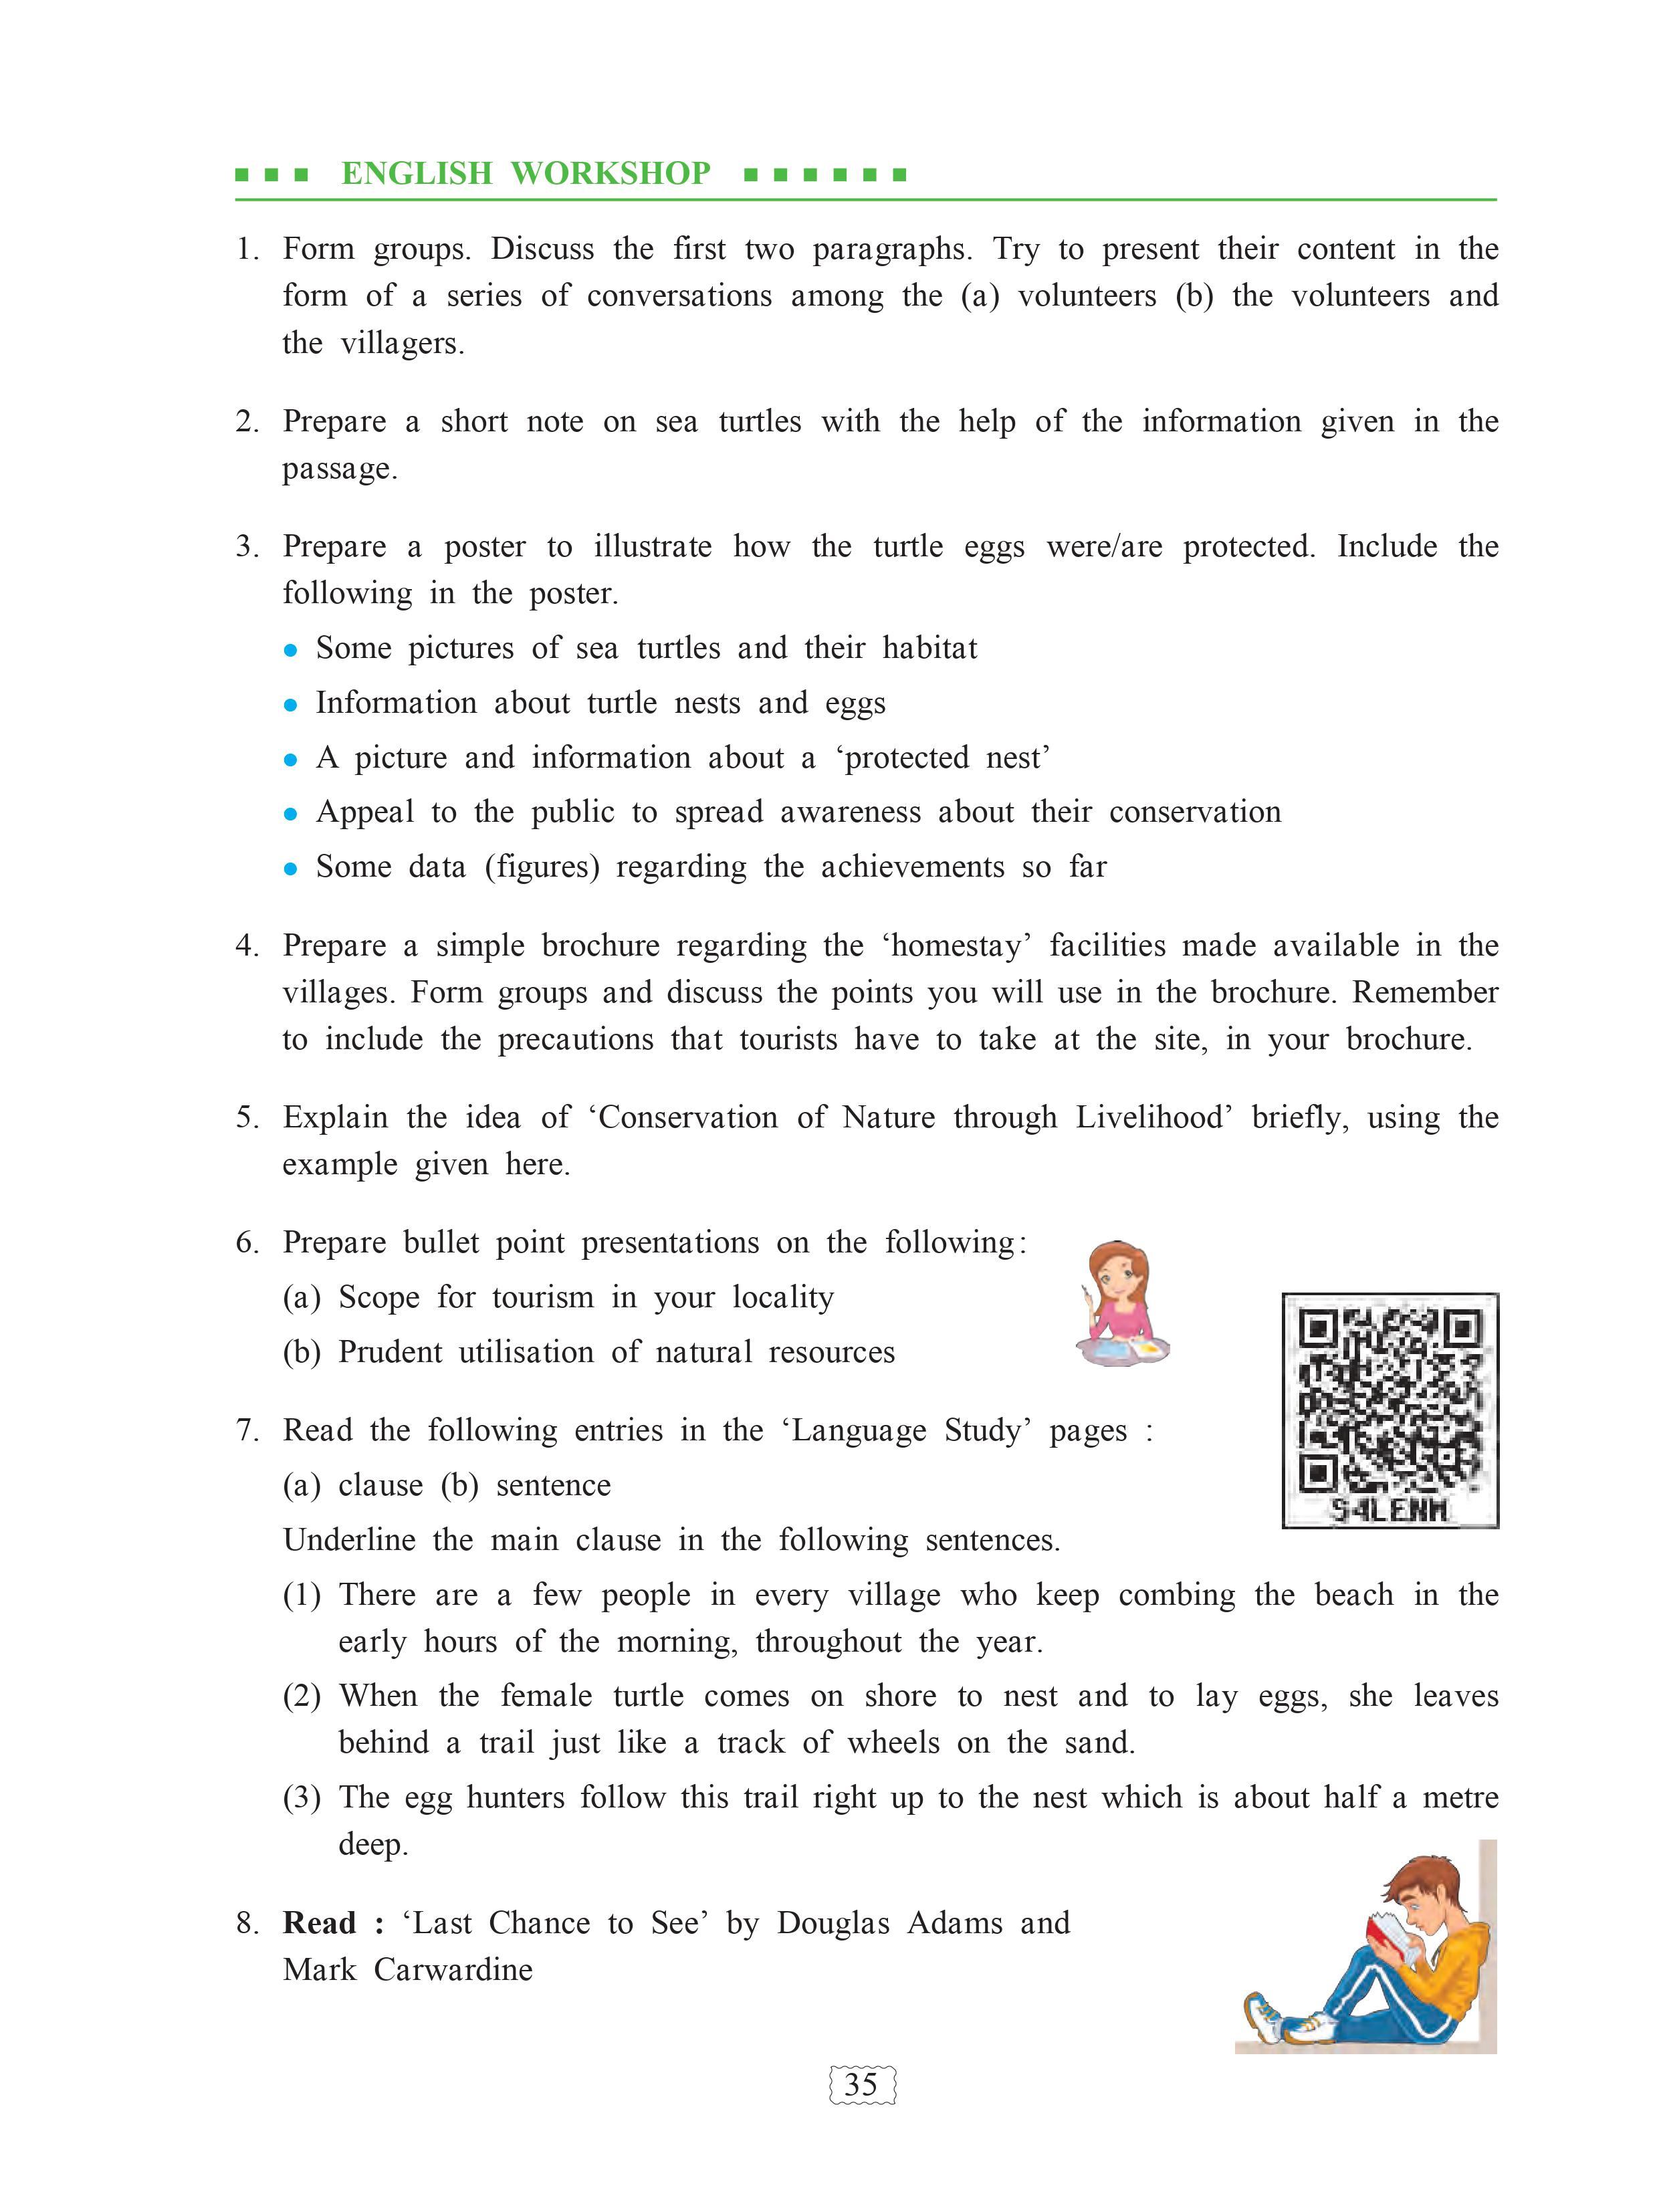 ENGLISH WORKSHOP
1. Form groups. Discuss the first two paragraphs. Try to present their content in the
form of a series of conversations among the (a) volunteers (b) the volunteers and
the villagers.
2. Prepare a short note on sea turtles with the help of the information given in the
passage.
3. Prepare a poster to illustrate how the turtle eggs were/are protected. Include the
following in the poster.
• Some pictures of sea turtles and their habitat
• Information about turtle nests and eggs
• A picture and information about a ‘protected nest’
• Appeal to the public to spread awareness about their conservation
• Some data (figures) regarding the achievements so far
4. Prepare a simple brochure regarding the ‘homestay’ facilities made available in the
villages. Form groups and discuss the points you will use in the brochure. Remember
to include the precautions that tourists have to take at the site, in your brochure.
5. Explain the idea of ‘Conservation of Nature through Livelihood’ briefly, using the
example given here.
6. Prepare bullet point presentations on the following:
(a) Scope for tourism in your locality
(b) Prudent utilisation of natural resources
7. Read the following entries in the ‘Language Study’ pages :
(a) clause (b) sentence
S4LENM
Underline the main clause in the following sentences.
(1) There are a few people in every village who keep combing the beach in the
early hours of the morning, throughout the year.
(2) When the female turtle comes on shore to nest and to lay eggs, she leaves
behind a trail just like a track of wheels on the sand.
(3) The egg hunters follow this trail right up to the nest which is about half a metre
deep.
8. Read : ‘Last Chance to See’ by Douglas Adams and
Mark Carwardine
35